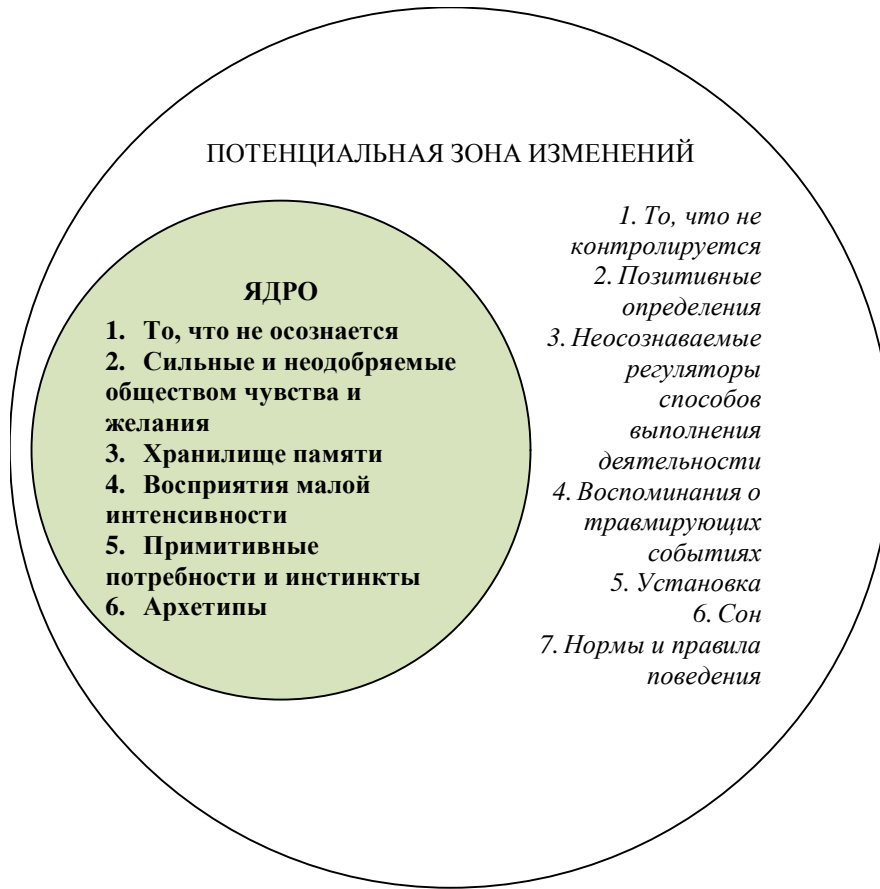 ПОТЕНЦИАЛЬНАЯ ЗОНА ИЗМЕНЕНИЙ
ЯДРО
1. То, что не осознается
2. Сильные и неодобряемые
обществом чувства и
желания
3. Хранилище памяти
4. Восприятия малой
интенсивности
5. Примитивные
потребности и инстинкты
6. Архетипы
1. То, что не
контролируется
2. Позитивные
определения
3. Неосознаваемые
регуляторы
способов
выполнения
деятельности
4. Воспоминания о
травмирующих
событиях
5. Установка
6. Сон
7. Нормы и правила
поведения